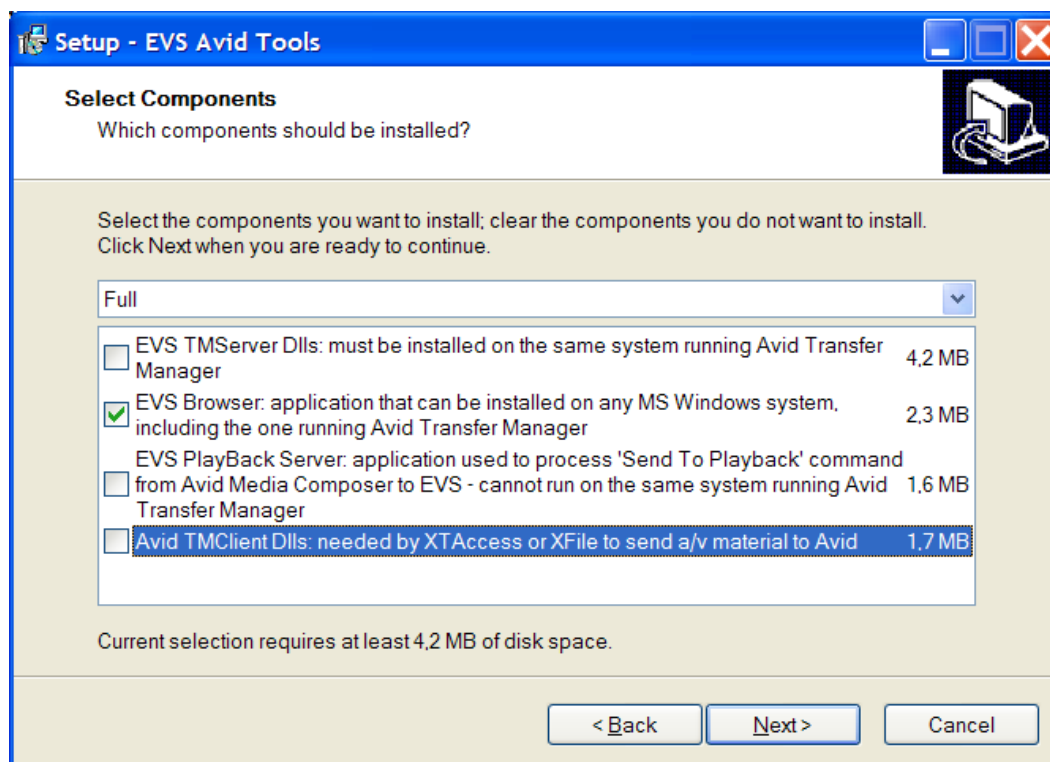 Setup - EVS Avid Tools
Select Components
Which components should be installed?
Select the components you want to install; clear the components you do not want to install.
Click Next when you are ready to continue.
Full
EVS TMServer Dlls: must be installed on the same system running Avid Transfer
Manager
4,2 MB
EVS Browser: application that can be installed on any MS Windows system,
including the one running Avid Transfer Manager
2,3 MB
EVS PlayBack Server: application used to process 'Send To Playback' command
from Avid Media Composer to EVS - cannot run on the same system running Avid
Transfer Manager
1,6 MB
Avid TMClient Dlls: needed by XTAccess or XFile to send a/v material to Avid
1,7 MB
Current selection requires at least 4,2 MB of disk space.
< Back
Next >
Cancel